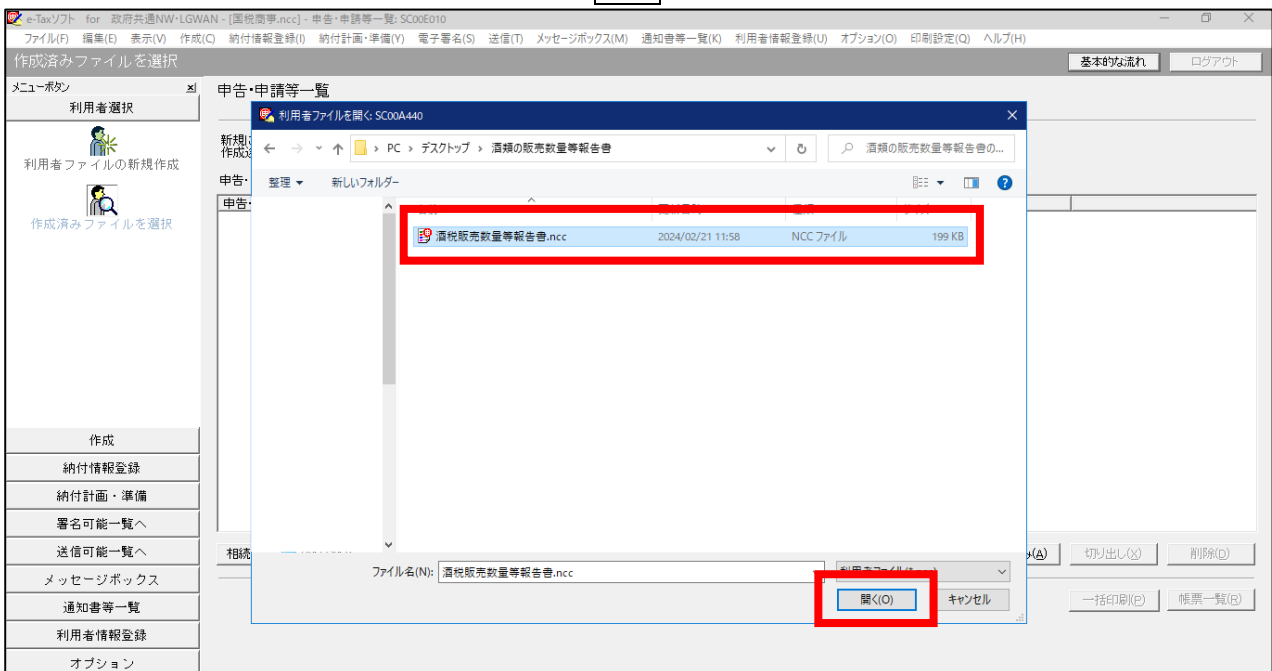 e-Taxソフト for 政府共通NW・LGWAN - [国税商事.ncc] - 申告・申請等一覧: SC00E010
ファイル(F) 編集(E) 表示(V) 作成(C) 納付情報登録(I) 納付計画・準備(Y) 電子署名(S) 送信(T) メッセージボックス(M) 通知書等一覧(K) 利用者情報登録(U) オプション(O) 印刷設定(Q) ヘルプ(H)
作成済みファイルを選択
基本的な流れ
ログアウト
メニューボタン
利用者選択
利用者ファイルの新規作成
作成済みファイルを選択
作成
納付情報登録
納付計画・準備
署名可能一覧へ
送信可能一覧へ
メッセージボックス
通知書等一覧
利用者情報登録
オプション
申告・申請等一覧
新規に
作成済
申告・
申告・
利用者ファイルを開く: SC00A440
PC › デスクトップ › 酒類の販売数量等報告書
酒類の販売数量等報告書の...
整理 新しいフォルダー
酒税販売数量等報告書.ncc 2024/02/21 11:58 NCC ファイル 199 KB
ファイル名(N): 酒税販売数量等報告書.ncc
開く(O)
キャンセル
相続
(A)
切り出し(X)
削除(D)
一括印刷(P)
帳票一覧(R)